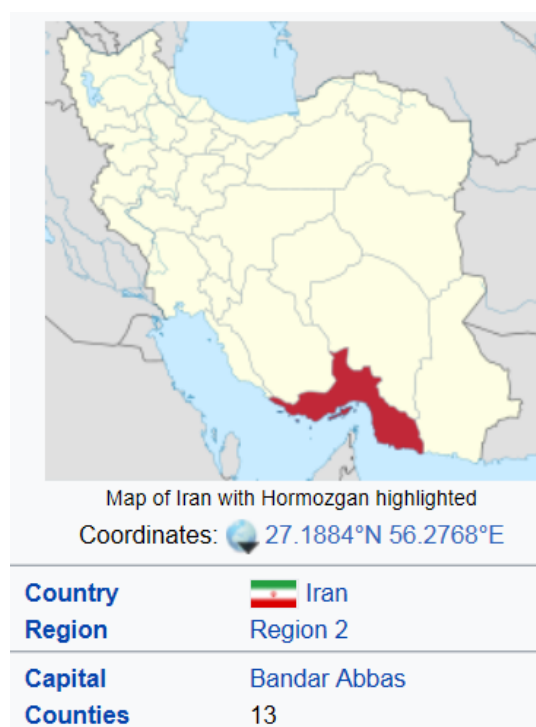 Map of Iran with Hormozgan highlighted
Coordinates: 27.1884°N 56.2768°E
Country Iran
Region Region 2
Capital Bandar Abbas
Counties 13